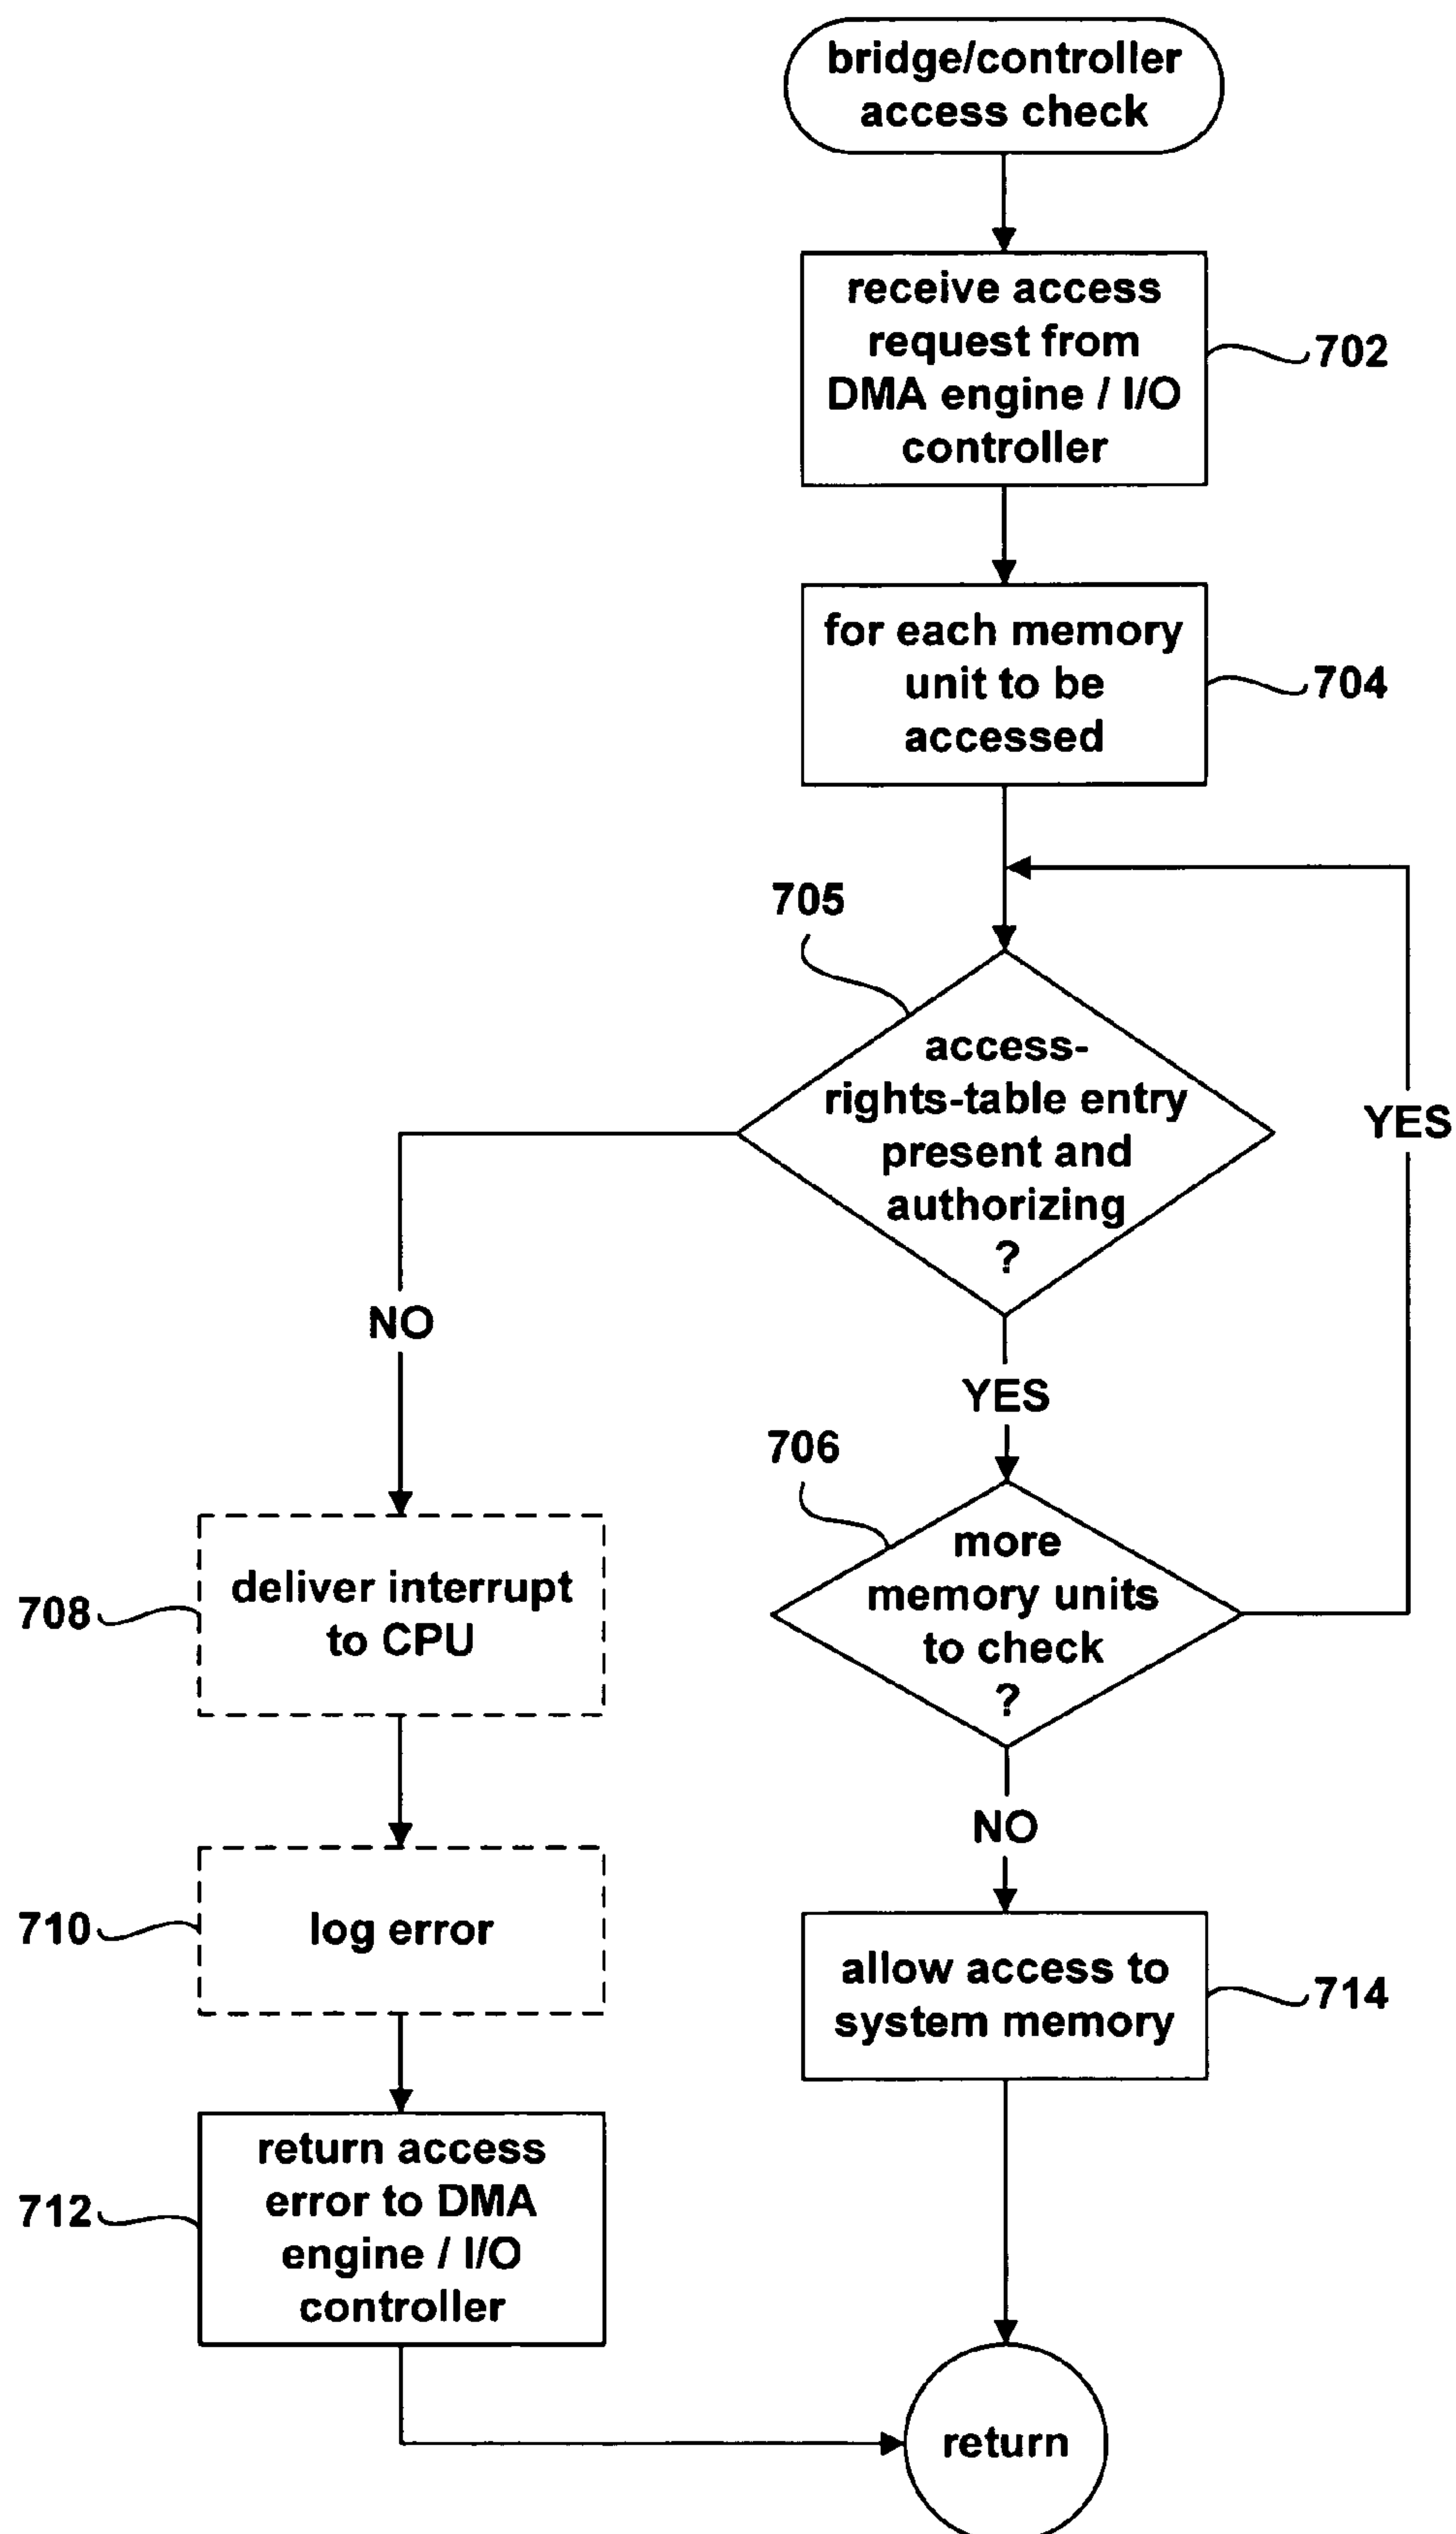 bridge/controller
access check
receive access
request from
DMA engine / I/O
controller
702
for each memory
unit to be
accessed
704
705
access-
rights-table entry
present and
authorizing
?
YES
NO
YES
706
more
memory units
to check
?
708
deliver interrupt
to CPU
NO
710
log error
allow access to
system memory
714
712
return access
error to DMA
engine / I/O
controller
return